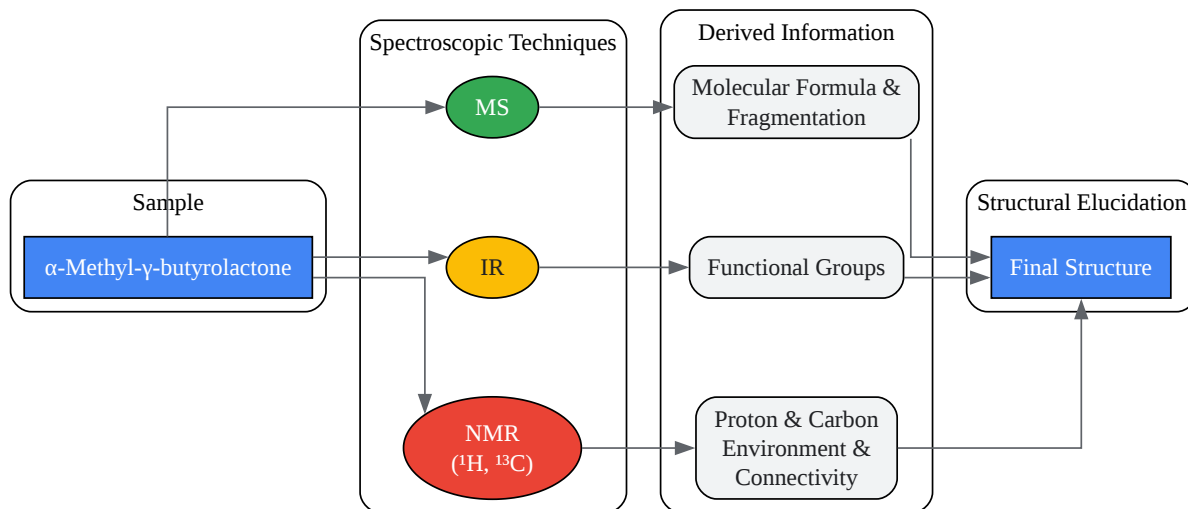 Spectroscopic Techniques
Derived Information
MS
Molecular Formula &
Fragmentation
Sample
Structural Elucidation
α-Methyl-γ-butyrolactone
IR
Functional Groups
Final Structure
NMR
(¹H, ¹³C)
Proton & Carbon
Environment &
Connectivity